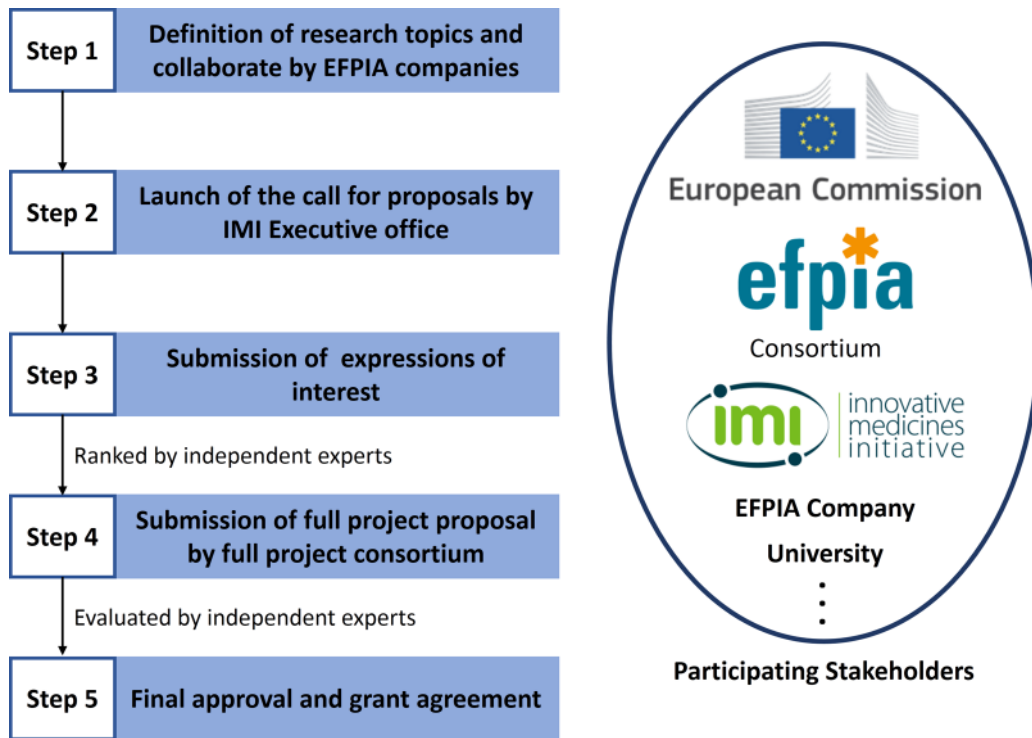 Step 1
Definition of research topics and
collaborate by EFPIA companies
Step 2
Launch of the call for proposals by
IMI Executive office
Step 3
Submission of expressions of
interest
Ranked by independent experts
Step 4
Submission of full project proposal
by full project consortium
Evaluated by independent experts
Step 5
Final approval and grant agreement
European Commission
efpia
Consortium
imi
innovative
medicines
initiative
EFPIA Company
University
Participating Stakeholders